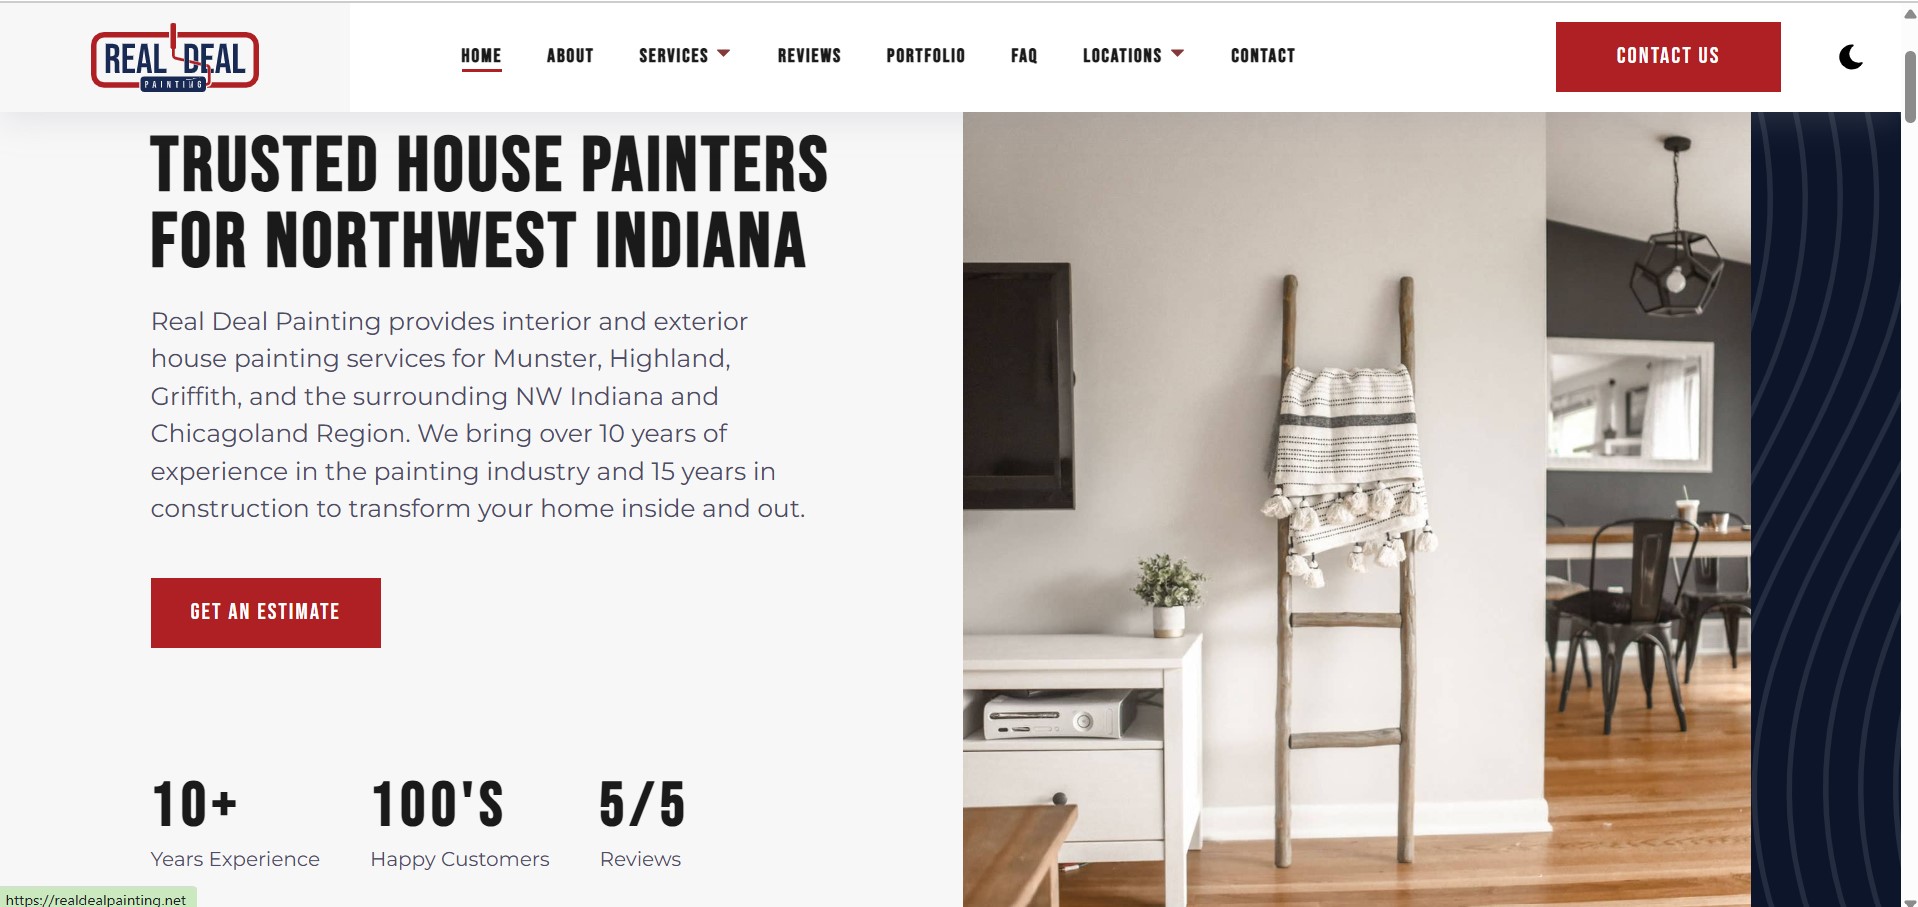 REAL DEAL
PAINTING
HOME
ABOUT
SERVICES
REVIEWS
PORTFOLIO
FAQ
LOCATIONS
CONTACT
CONTACT US
TRUSTED HOUSE PAINTERS
FOR NORTHWEST INDIANA
Real Deal Painting provides interior and exterior
house painting services for Munster, Highland,
Griffith, and the surrounding NW Indiana and
Chicagoland Region. We bring over 10 years of
experience in the painting industry and 15 years in
construction to transform your home inside and out.
GET AN ESTIMATE
10+
Years Experience
100'S
Happy Customers
5/5
Reviews
https://realdealpainting.net